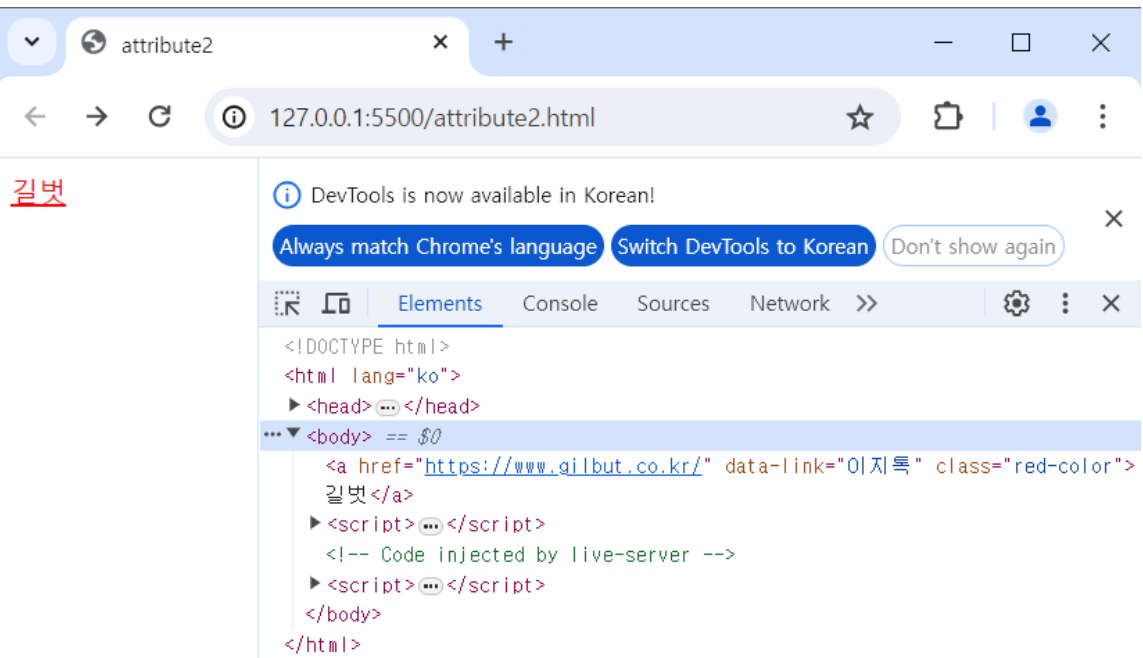 attribute2
127.0.0.1:5500/attribute2.html
길벗
DevTools is now available in Korean!
Always match Chrome's language Switch DevTools to Korean Don't show again
Elements Console Sources Network
<!DOCTYPE html>
<html lang="ko">
<head>…</head>
<body> == $0
<a href="https://www.gilbut.co.kr/" data-link="이지톡" class="red-color">
길벗</a>
<script>…</script>
<!-- Code injected by live-server -->
<script>…</script>
</body>
</html>